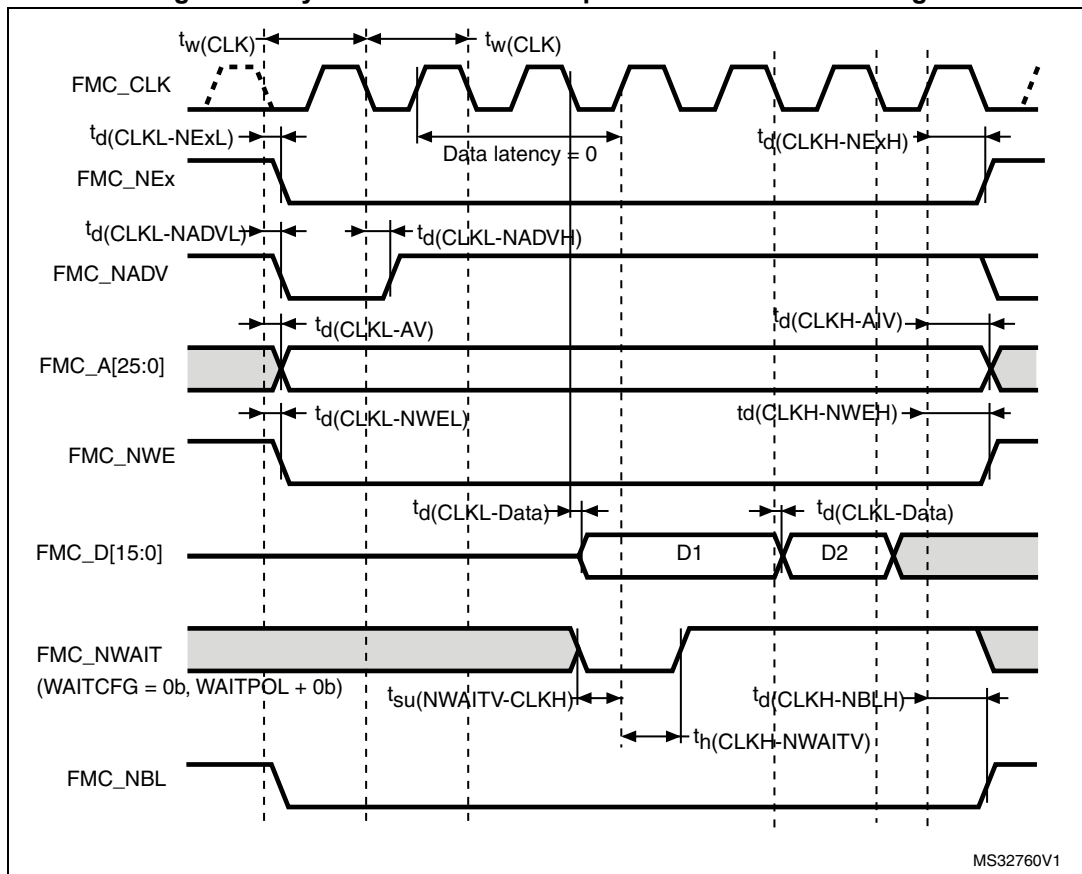 tw(CLK) tw(CLK)
FMC_CLK
td(CLKL-NExL) Data latency = 0 td(CLKH-NExH)
FMC_NEx
td(CLKL-NADVL) td(CLKL-NADVH)
FMC_NADV
td(CLKL-AV) td(CLKH-AIV)
FMC_A[25:0]
td(CLKL-NWEL) td(CLKH-NWEH)
FMC_NWE
td(CLKL-Data) td(CLKL-Data)
FMC_D[15:0] D1 D2
FMC_NWAIT
(WAITCFG = 0b, WAITPOL + 0b)
tsu(NWAITV-CLKH) td(CLKH-NBLH)
th(CLKH-NWAITV)
FMC_NBL
MS32760V1